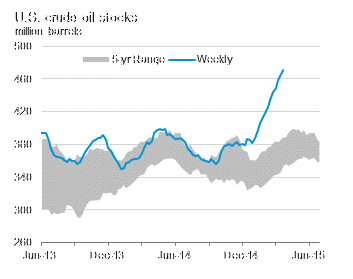 U.S. crude oil stocks
million barrels
500
5-yr Range Weekly
460
420
380
340
300
260
Jun-13 Dec-13 Jun-14 Dec-14 Jun-15